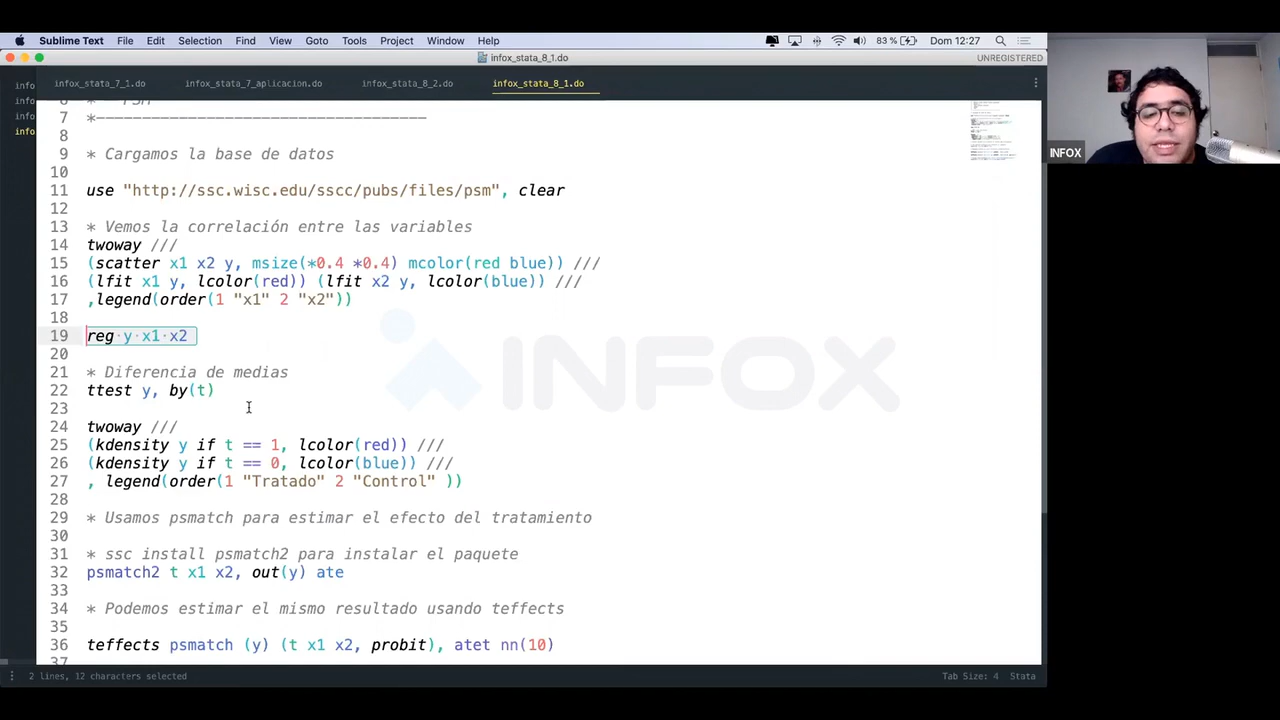 Sublime Text File Edit Selection Find View Goto Tools Project Window Help 83 % Dom 12:27
infox_stata_8_1.do UNREGISTERED
infox_stata_7_1.do infox_stata_7_aplicacion.do infox_stata_8_2.do infox_stata_8_1.do
info
info
info
info
6 * PSM
7 *------------------------------------
8
9 * Cargamos la base de datos
10
11 use "http://ssc.wisc.edu/sscc/pubs/files/psm", clear
12
13 * Vemos la correlación entre las variables
14 twoway ///
15 (scatter x1 x2 y, msize(*0.4 *0.4) mcolor(red blue)) ///
16 (lfit x1 y, lcolor(red)) (lfit x2 y, lcolor(blue)) ///
17 ,legend(order(1 "x1" 2 "x2"))
18
19 reg y x1 x2
20
21 * Diferencia de medias
22 ttest y, by(t)
23
24 twoway ///
25 (kdensity y if t == 1, lcolor(red)) ///
26 (kdensity y if t == 0, lcolor(blue)) ///
27 , legend(order(1 "Tratado" 2 "Control" ))
28
29 * Usamos psmatch para estimar el efecto del tratamiento
30
31 * ssc install psmatch2 para instalar el paquete
32 psmatch2 t x1 x2, out(y) ate
33
34 * Podemos estimar el mismo resultado usando teffects
35
36 teffects psmatch (y) (t x1 x2, probit), atet nn(10)
37
INFOX
INFOX
2 lines, 12 characters selected Tab Size: 4 Stata